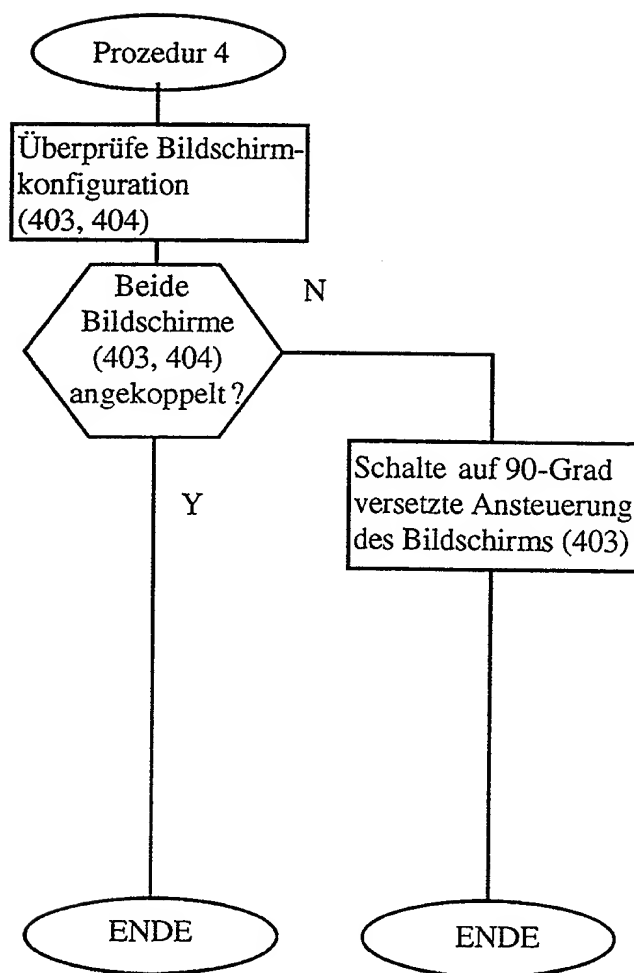 Prozedur 4
Überprüfe Bildschirm-
konfiguration
(403, 404)
Beide
Bildschirme
(403, 404)
angekoppelt ?
N
Y
Schalte auf 90-Grad
versetzte Ansteuerung
des Bildschirms (403)
ENDE
ENDE